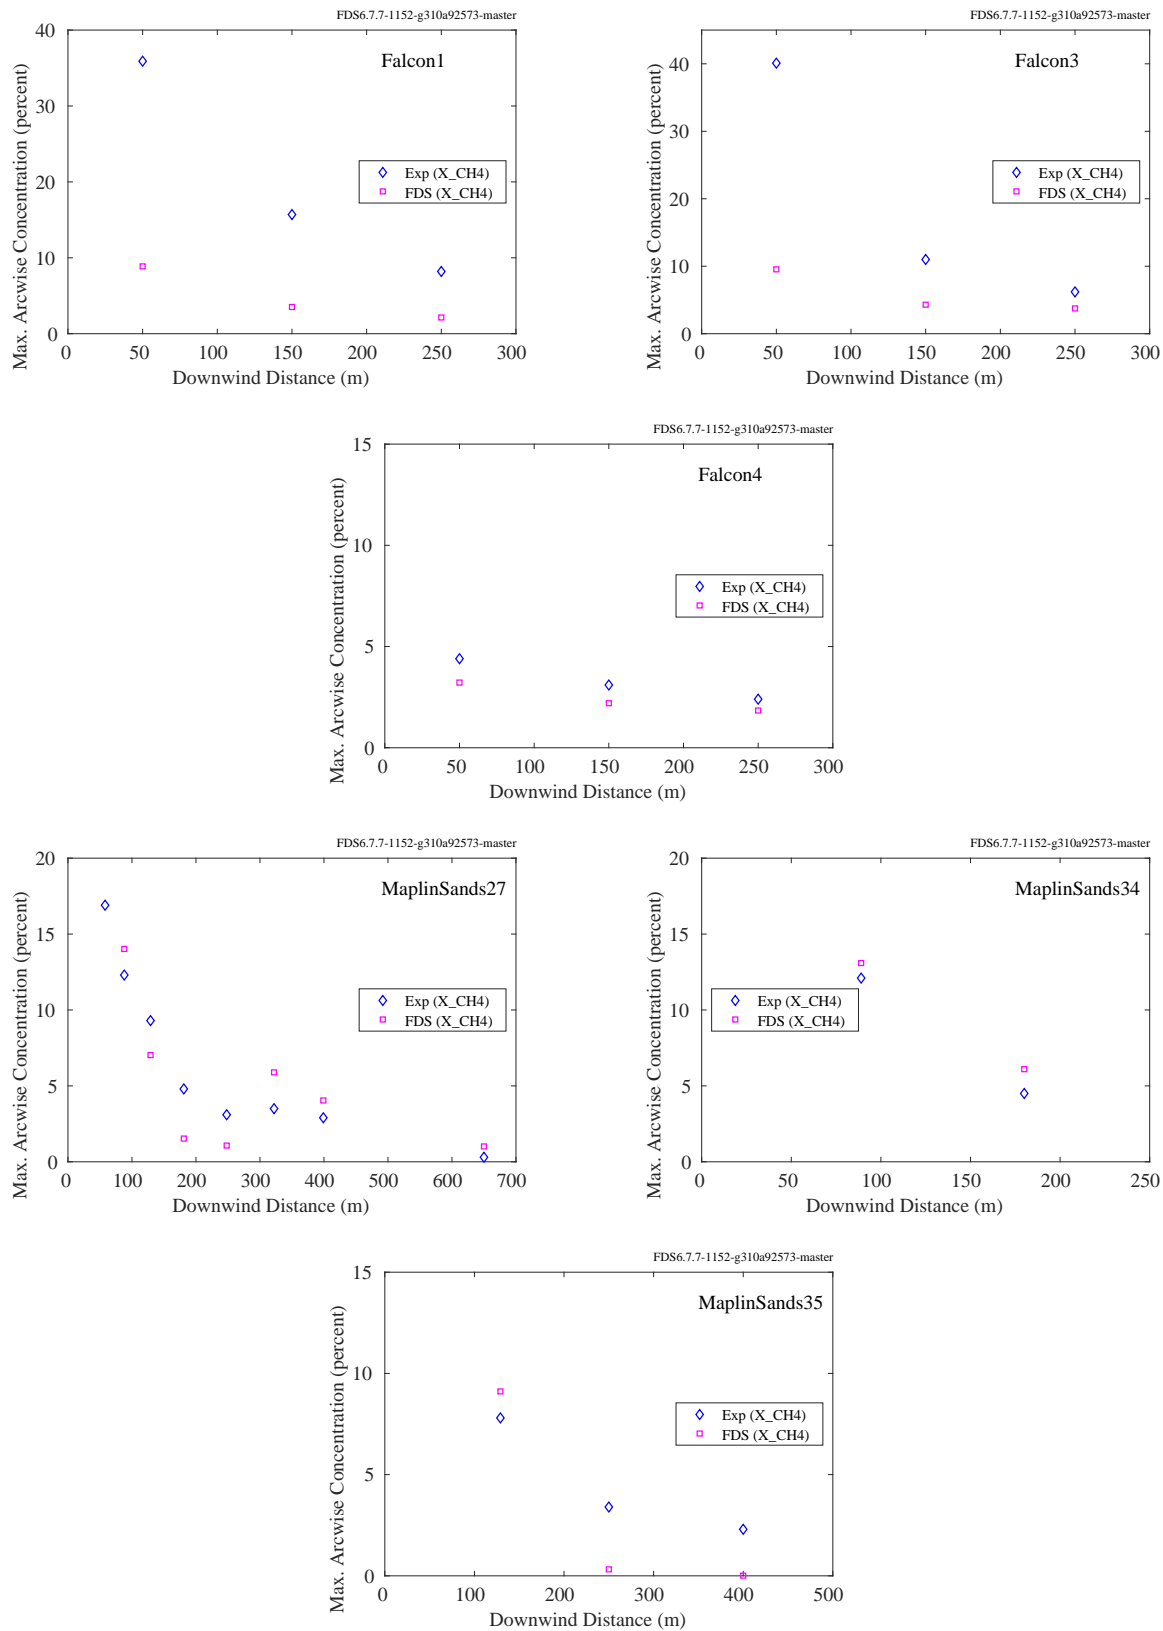 FDS6.7.7-1152-g310a92573-master
Falcon1
Max. Arcwise Concentration (percent)
40
30
20
10
0
Exp (X_CH4)
FDS (X_CH4)
0 50 100 150 200 250 300
Downwind Distance (m)
FDS6.7.7-1152-g310a92573-master
Falcon3
Max. Arcwise Concentration (percent)
40
30
20
10
0
Exp (X_CH4)
FDS (X_CH4)
0 50 100 150 200 250 300
Downwind Distance (m)
FDS6.7.7-1152-g310a92573-master
Falcon4
Max. Arcwise Concentration (percent)
15
10
5
0
Exp (X_CH4)
FDS (X_CH4)
0 50 100 150 200 250 300
Downwind Distance (m)
FDS6.7.7-1152-g310a92573-master
MaplinSands27
Max. Arcwise Concentration (percent)
20
15
10
5
0
Exp (X_CH4)
FDS (X_CH4)
0 100 200 300 400 500 600 700
Downwind Distance (m)
FDS6.7.7-1152-g310a92573-master
MaplinSands34
Max. Arcwise Concentration (percent)
20
15
10
5
0
Exp (X_CH4)
FDS (X_CH4)
0 50 100 150 200 250
Downwind Distance (m)
FDS6.7.7-1152-g310a92573-master
MaplinSands35
Max. Arcwise Concentration (percent)
15
10
5
0
Exp (X_CH4)
FDS (X_CH4)
0 100 200 300 400 500
Downwind Distance (m)